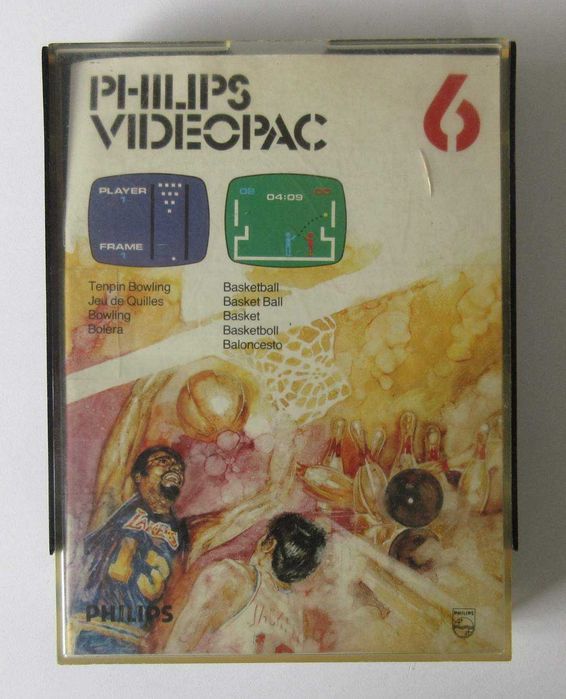 PHILIPS
VIDEOPAC
6
PLAYER
1
FRAME
1
02
00
04:09
Tenpin Bowling
Jeu de Quilles
Bowling
Bolera
Basketball
Basket Ball
Basket
Basketboll
Baloncesto
LAKERS
13
PHILIPS
PHILIPS